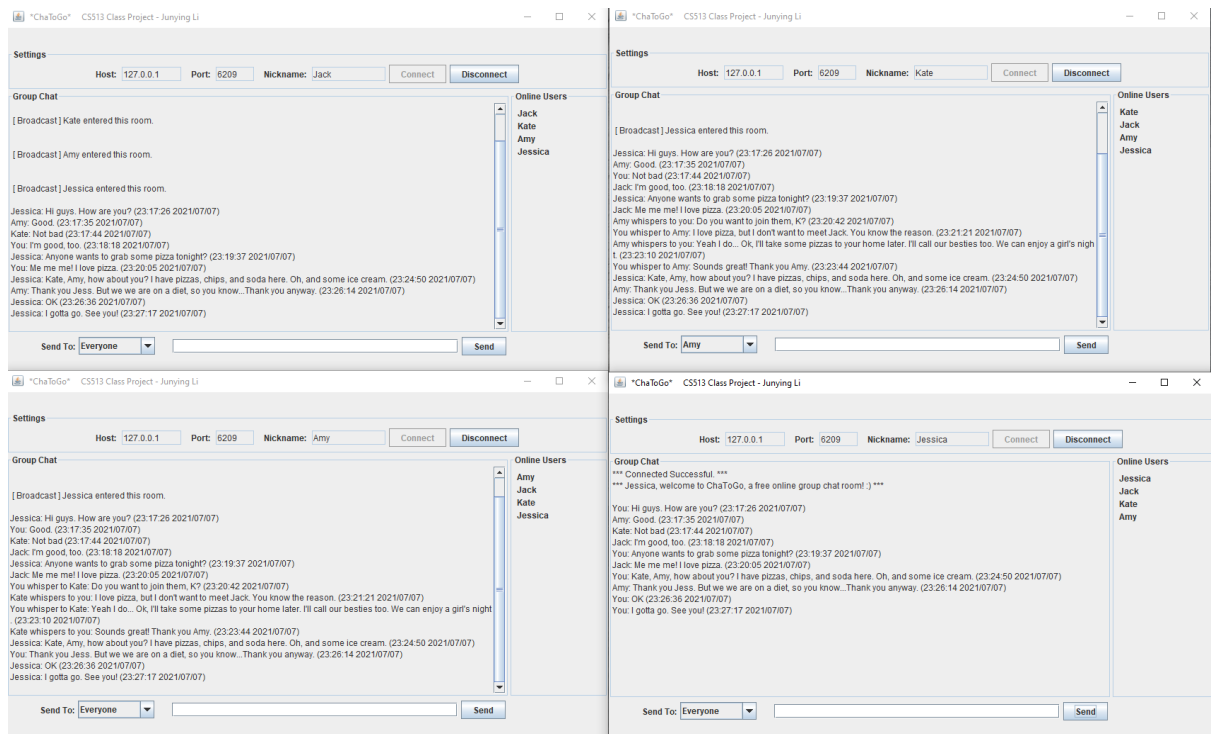 *ChaToGo* CS513 Class Project - Junying Li
Settings
Host: 127.0.0.1 Port: 6209 Nickname: Jack Connect Disconnect
Group Chat
Online Users
[ Broadcast ] Kate entered this room.
[ Broadcast ] Amy entered this room.
[ Broadcast ] Jessica entered this room.
Jessica: Hi guys. How are you? (23:17:26 2021/07/07)
Amy: Good. (23:17:35 2021/07/07)
Kate: Not bad (23:17:44 2021/07/07)
You: I'm good, too. (23:18:18 2021/07/07)
Jessica: Anyone wants to grab some pizza tonight? (23:19:37 2021/07/07)
You: Me me me! I love pizza. (23:20:05 2021/07/07)
Jessica: Kate, Amy, how about you? I have pizzas, chips, and soda here. Oh, and some ice cream. (23:24:50 2021/07/07)
Amy: Thank you Jess. But we we are on a diet, so you know...Thank you anyway. (23:26:14 2021/07/07)
Jessica: OK (23:26:36 2021/07/07)
Jessica: I gotta go. See you! (23:27:17 2021/07/07)
Jack
Kate
Amy
Jessica
Send To: Everyone Send
*ChaToGo* CS513 Class Project - Junying Li
Settings
Host: 127.0.0.1 Port: 6209 Nickname: Kate Connect Disconnect
Group Chat
Online Users
[ Broadcast ] Jessica entered this room.
Jessica: Hi guys. How are you? (23:17:26 2021/07/07)
Amy: Good. (23:17:35 2021/07/07)
You: Not bad (23:17:44 2021/07/07)
Jack: I'm good, too. (23:18:18 2021/07/07)
Jessica: Anyone wants to grab some pizza tonight? (23:19:37 2021/07/07)
Jack: Me me me! I love pizza. (23:20:05 2021/07/07)
Amy whispers to you: Do you want to join them, K? (23:20:42 2021/07/07)
You whisper to Amy: I love pizza, but I don't want to meet Jack. You know the reason. (23:21:21 2021/07/07)
Amy whispers to you: Yeah I do... Ok, I'll take some pizzas to your home later. I'll call our besties too. We can enjoy a girl's nigh
t. (23:23:10 2021/07/07)
You whisper to Amy: Sounds great! Thank you Amy. (23:23:44 2021/07/07)
Jessica: Kate, Amy, how about you? I have pizzas, chips, and soda here. Oh, and some ice cream. (23:24:50 2021/07/07)
Amy: Thank you Jess. But we we are on a diet, so you know...Thank you anyway. (23:26:14 2021/07/07)
Jessica: OK (23:26:36 2021/07/07)
Jessica: I gotta go. See you! (23:27:17 2021/07/07)
Kate
Jack
Amy
Jessica
Send To: Amy Send
*ChaToGo* CS513 Class Project - Junying Li
Settings
Host: 127.0.0.1 Port: 6209 Nickname: Amy Connect Disconnect
Group Chat
Online Users
[ Broadcast ] Jessica entered this room.
Jessica: Hi guys. How are you? (23:17:26 2021/07/07)
You: Good. (23:17:35 2021/07/07)
Kate: Not bad (23:17:44 2021/07/07)
Jack: I'm good, too. (23:18:18 2021/07/07)
Jessica: Anyone wants to grab some pizza tonight? (23:19:37 2021/07/07)
Jack: Me me me! I love pizza. (23:20:05 2021/07/07)
You whisper to Kate: Do you want to join them, K? (23:20:42 2021/07/07)
Kate whispers to you: I love pizza, but I don't want to meet Jack. You know the reason. (23:21:21 2021/07/07)
You whisper to Kate: Yeah I do... Ok, I'll take some pizzas to your home later. I'll call our besties too. We can enjoy a girl's night
. (23:23:10 2021/07/07)
Kate whispers to you: Sounds great! Thank you Amy. (23:23:44 2021/07/07)
Jessica: Kate, Amy, how about you? I have pizzas, chips, and soda here. Oh, and some ice cream. (23:24:50 2021/07/07)
You: Thank you Jess. But we we are on a diet, so you know...Thank you anyway. (23:26:14 2021/07/07)
Jessica: OK (23:26:36 2021/07/07)
Jessica: I gotta go. See you! (23:27:17 2021/07/07)
Amy
Jack
Kate
Jessica
Send To: Everyone Send
*ChaToGo* CS513 Class Project - Junying Li
Settings
Host: 127.0.0.1 Port: 6209 Nickname: Jessica Connect Disconnect
Group Chat
Online Users
*** Connected Successful. ***
*** Jessica, welcome to ChaToGo, a free online group chat room! :) ***
You: Hi guys. How are you? (23:17:26 2021/07/07)
Amy: Good. (23:17:35 2021/07/07)
Kate: Not bad (23:17:44 2021/07/07)
Jack: I'm good, too. (23:18:18 2021/07/07)
You: Anyone wants to grab some pizza tonight? (23:19:37 2021/07/07)
Jack: Me me me! I love pizza. (23:20:05 2021/07/07)
You: Kate, Amy, how about you? I have pizzas, chips, and soda here. Oh, and some ice cream. (23:24:50 2021/07/07)
Amy: Thank you Jess. But we we are on a diet, so you know...Thank you anyway. (23:26:14 2021/07/07)
You: OK (23:26:36 2021/07/07)
You: I gotta go. See you! (23:27:17 2021/07/07)
Jessica
Jack
Kate
Amy
Send To: Everyone Send